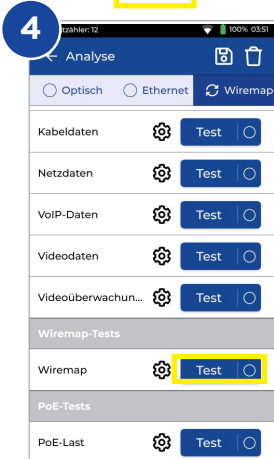 4
tzähler: 12 100% 03:51
← Analyse
Optisch Ethernet Wiremap
Kabeldaten Test
Netzdaten Test
VoIP-Daten Test
Videodaten Test
Videoüberwachun... Test
Wiremap-Tests
Wiremap Test
PoE-Tests
PoE-Last Test